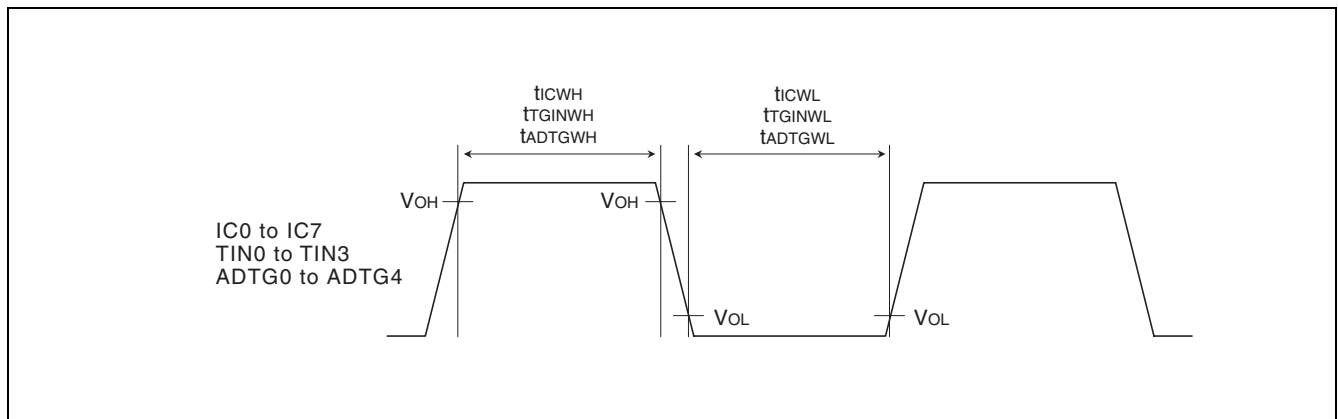 tICWH
tTGINWH
tADTGWH
tICWL
tTGINWL
tADTGWL
VOH
VOH
IC0 to IC7
TIN0 to TIN3
ADTG0 to ADTG4
VOL
VOL